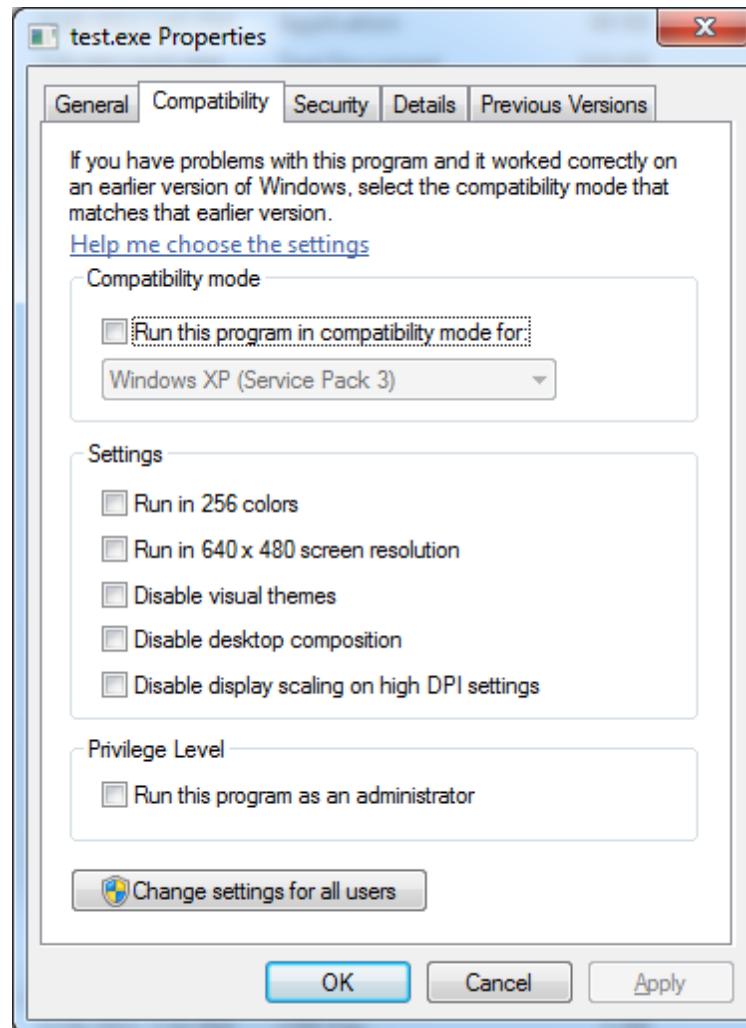 test.exe Properties
General Compatibility Security Details Previous Versions
If you have problems with this program and it worked correctly on
an earlier version of Windows, select the compatibility mode that
matches that earlier version.
Help me choose the settings
Compatibility mode
Run this program in compatibility mode for:
Windows XP (Service Pack 3)
Settings
Run in 256 colors
Run in 640 x 480 screen resolution
Disable visual themes
Disable desktop composition
Disable display scaling on high DPI settings
Privilege Level
Run this program as an administrator
Change settings for all users
OK Cancel Apply